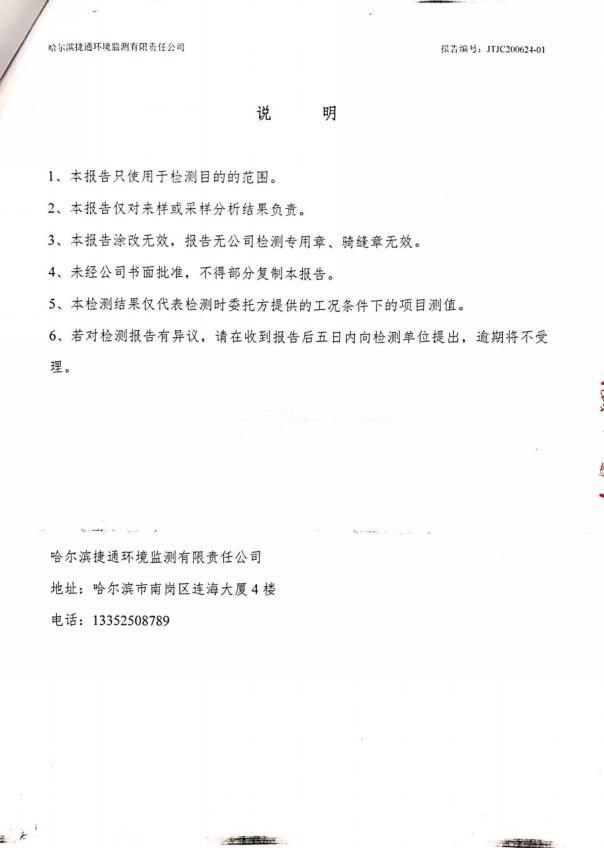 哈尔滨捷通环境监测有限责任公司
报告编号：JTJC200624-01
说 明
1、本报告只使用于检测目的的范围。
2、本报告仅对来样或采样分析结果负责。
3、本报告涂改无效，报告无公司检测专用章、骑缝章无效。
4、未经公司书面批准，不得部分复制本报告。
5、本检测结果仅代表检测时委托方提供的工况条件下的项目测值。
6、若对检测报告有异议，请在收到报告后五日内向检测单位提出，逾期将不受
理。
哈尔滨捷通环境监测有限责任公司
地址：哈尔滨市南岗区连海大厦 4 楼
电话：13352508789